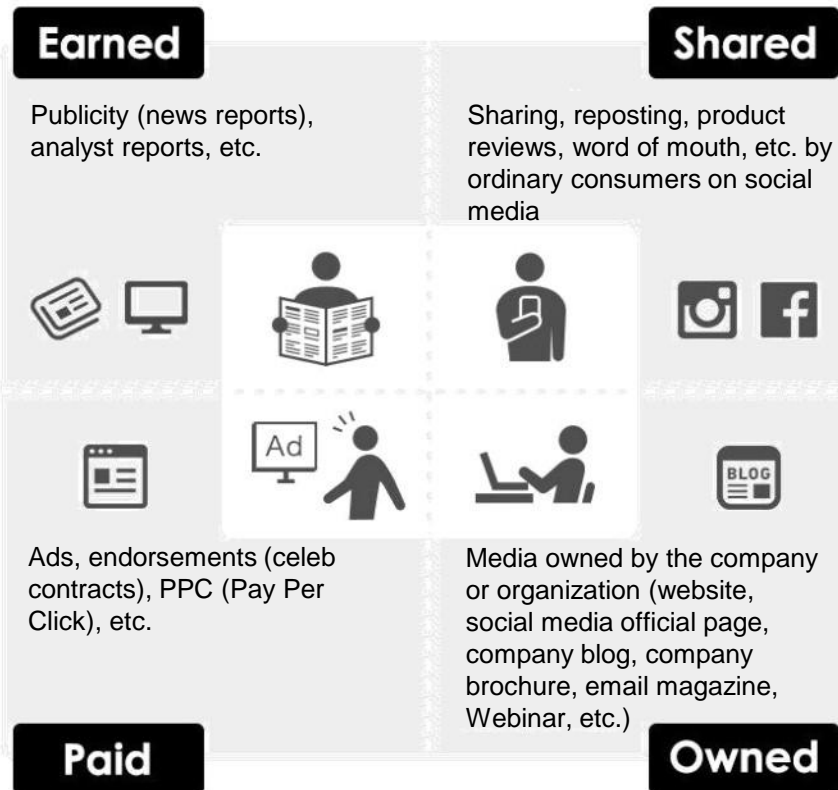 Earned
Publicity (news reports),
analyst reports, etc.
Shared
Sharing, reposting, product
reviews, word of mouth, etc. by
ordinary consumers on social
media
Ad
BLOG
Ads, endorsements (celeb
contracts), PPC (Pay Per
Click), etc.
Paid
Media owned by the company
or organization (website,
social media official page,
company blog, company
brochure, email magazine,
Webinar, etc.)
Owned